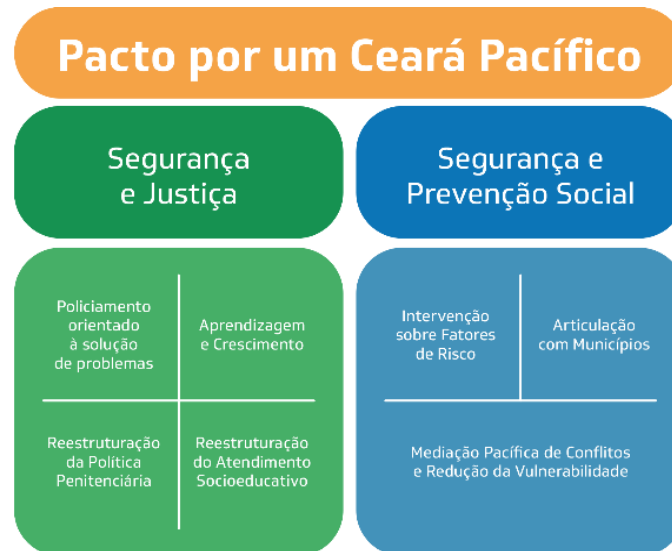 Pacto por um Ceará Pacífico
Segurança
e Justiça
Segurança e
Prevenção Social
Policiamento
orientado
à solução
de problemas
Aprendizagem
e Crescimento
Reestruturação
da Política
Penitenciária
Reestruturação
do Atendimento
Socioeducativo
Intervenção
sobre Fatores
de Risco
Articulação
com Municípios
Mediação Pacífica de Conflitos
e Redução da Vulnerabilidade